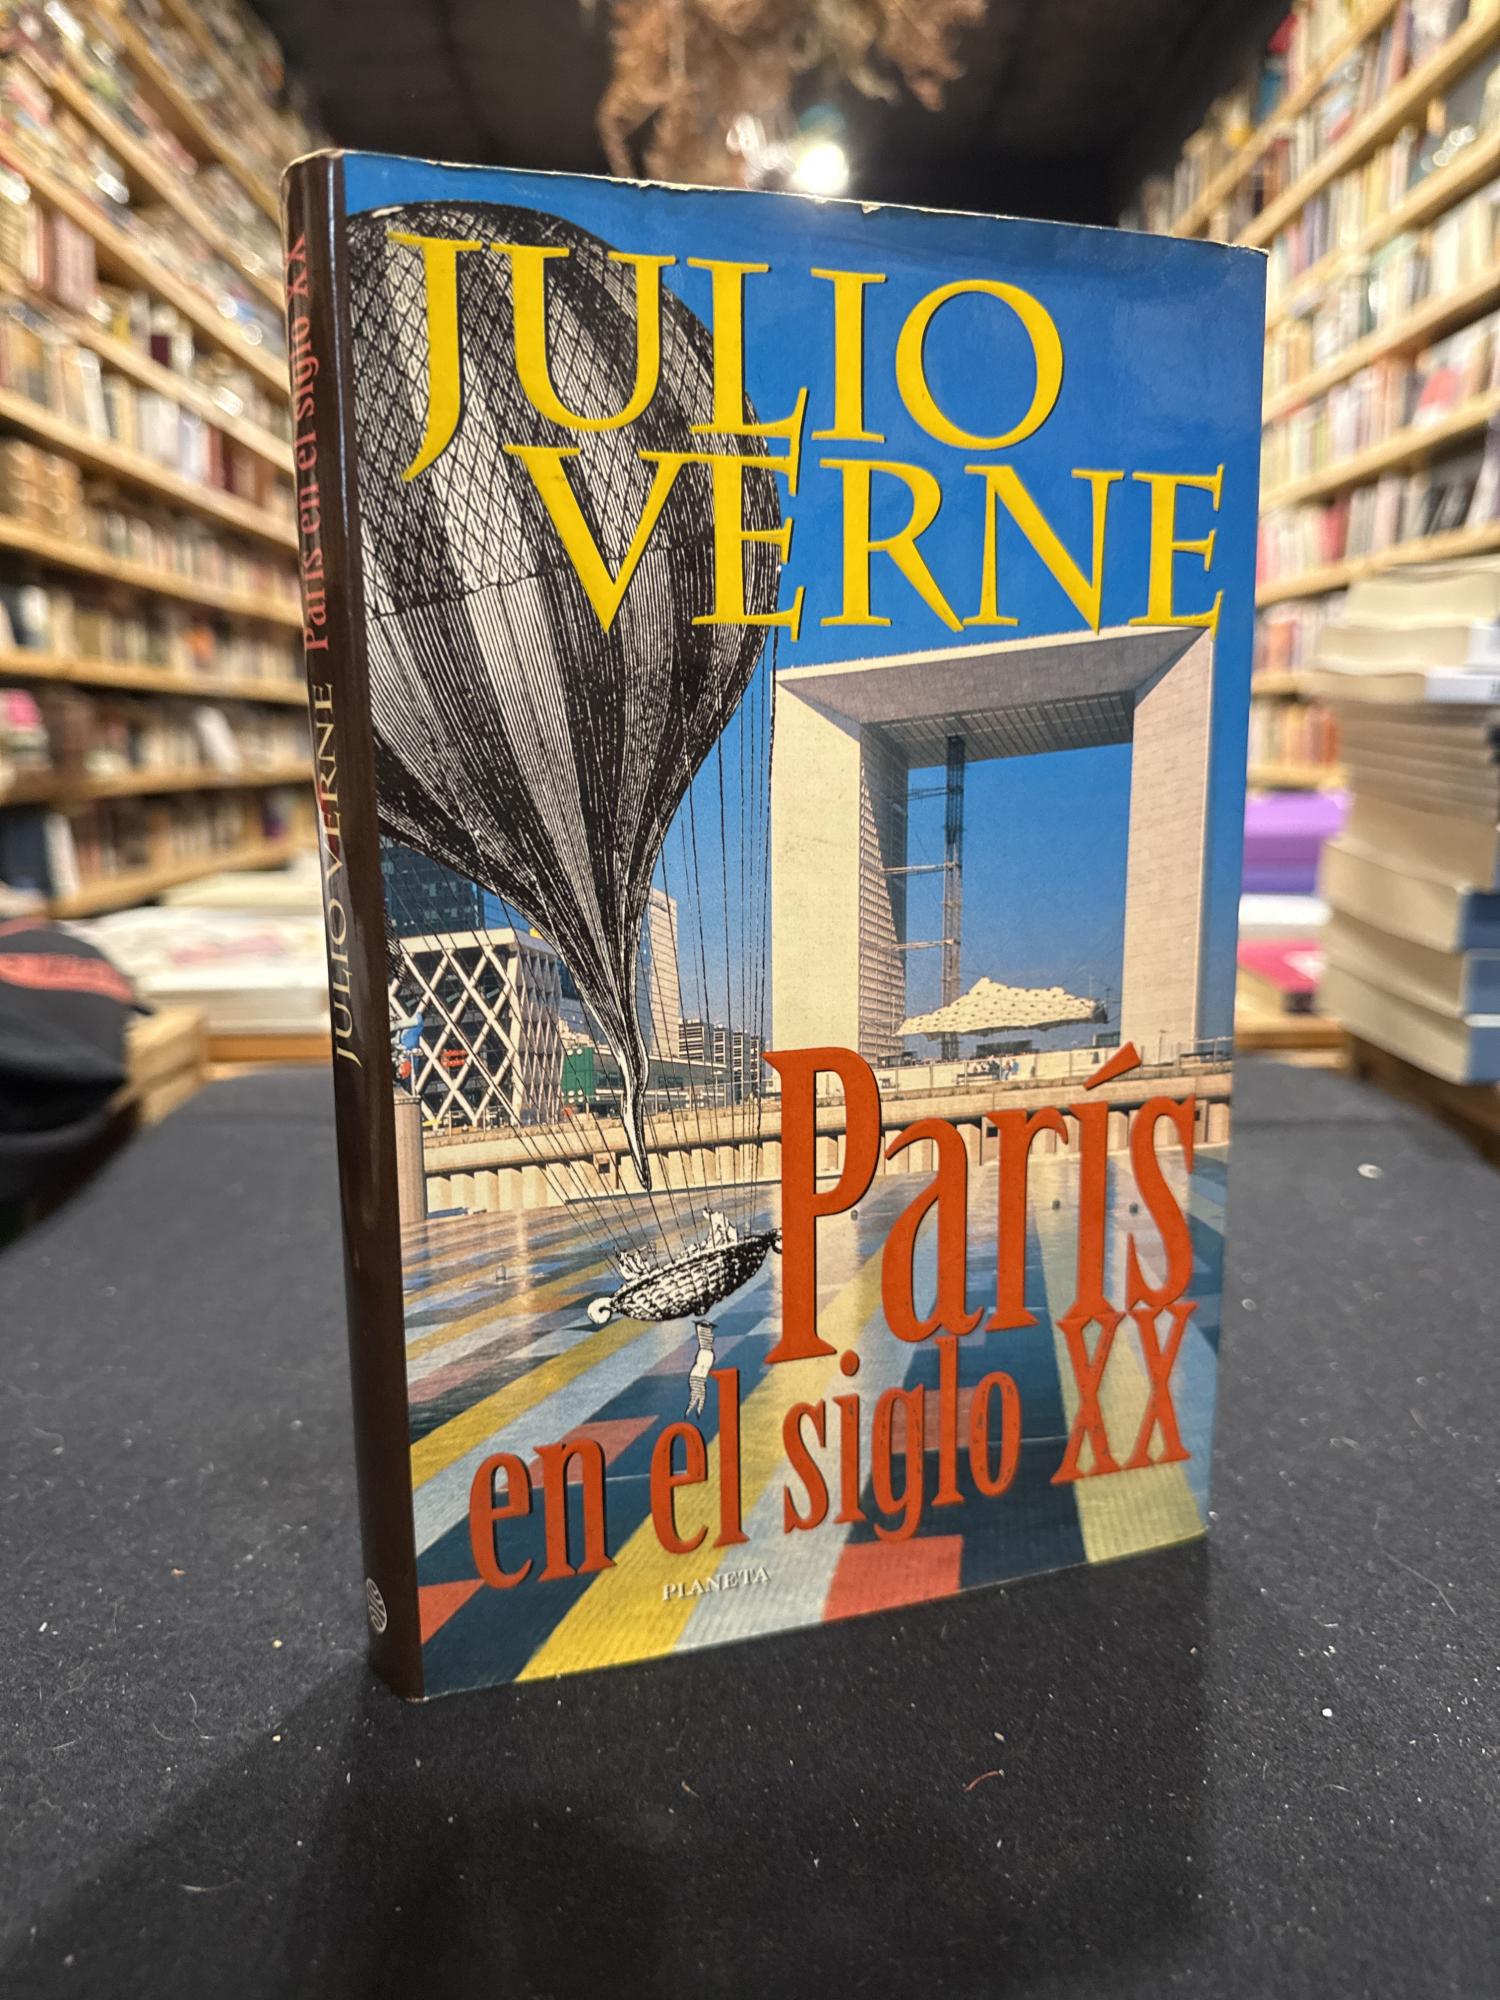 JULIO
VERNE
París
en el siglo XX
PLANETA
JULIO VERNE París en el siglo XX